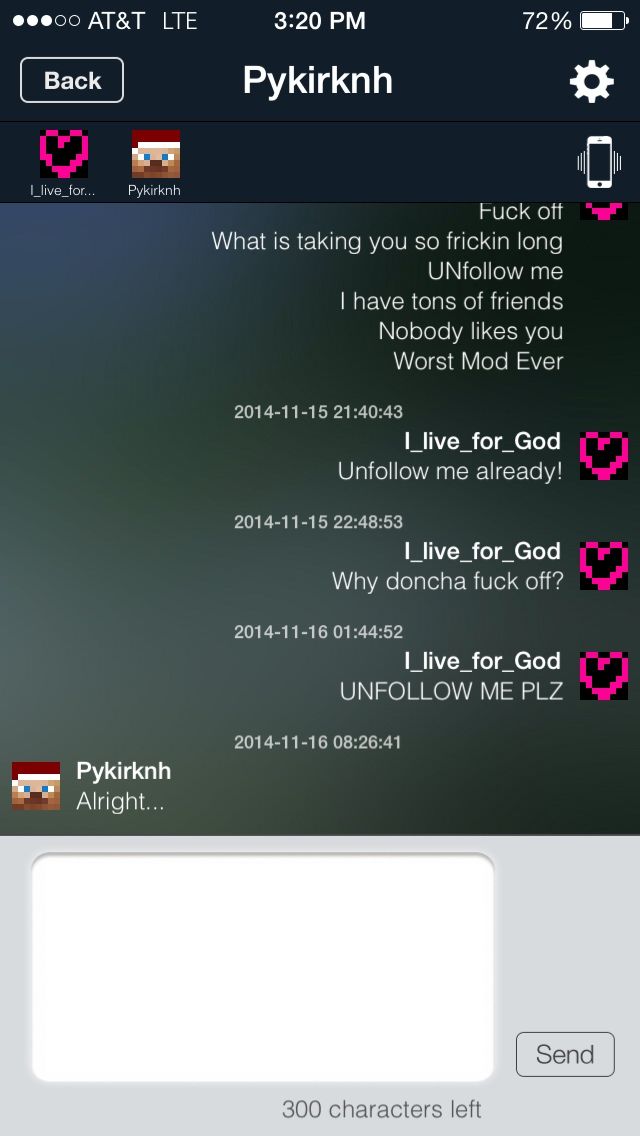 AT&T LTE 3:20 PM 72%
Back Pykirknh
I_live_for... Pykirknh
Fuck off
What is taking you so frickin long
UNfollow me
I have tons of friends
Nobody likes you
Worst Mod Ever
2014-11-15 21:40:43
I_live_for_God
Unfollow me already!
2014-11-15 22:48:53
I_live_for_God
Why doncha fuck off?
2014-11-16 01:44:52
I_live_for_God
UNFOLLOW ME PLZ
2014-11-16 08:26:41
Pykirknh
Alright...
Send
300 characters left